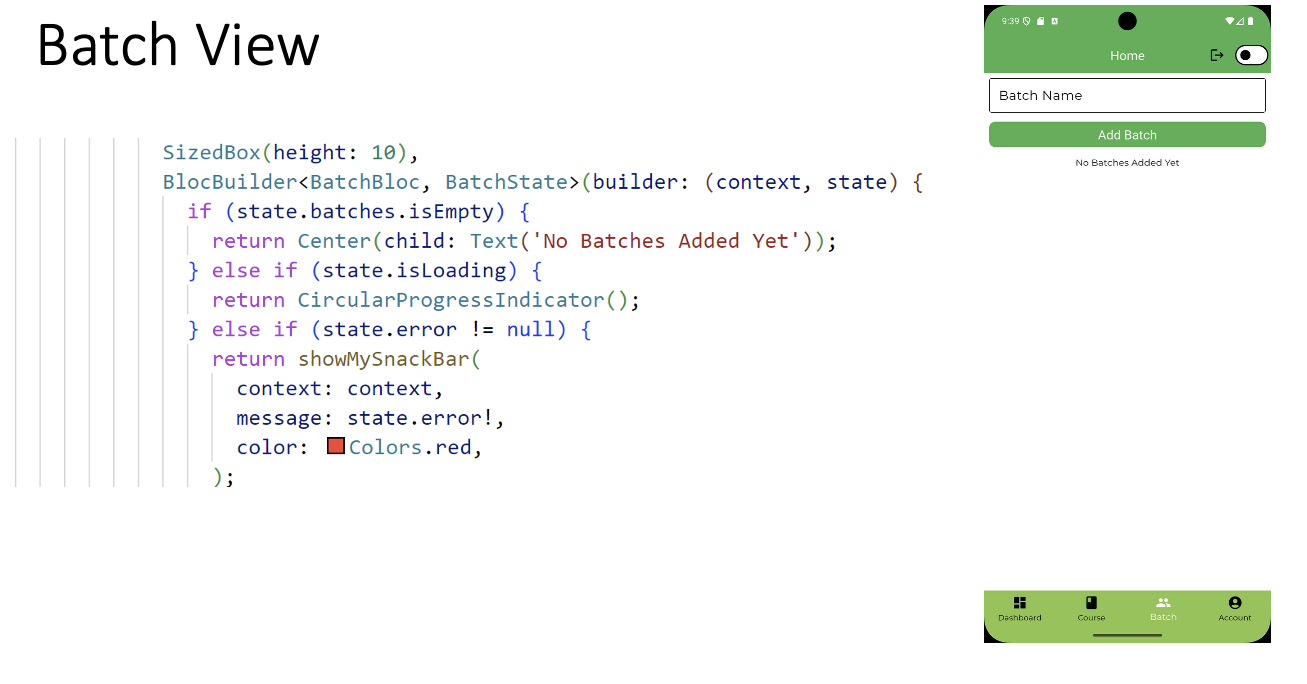 Batch View
SizedBox(height: 10),
BlocBuilder<BatchBloc, BatchState>(builder: (context, state) {
if (state.batches.isEmpty) {
return Center(child: Text('No Batches Added Yet'));
} else if (state.isLoading) {
return CircularProgressIndicator();
} else if (state.error != null) {
return showMySnackBar(
context: context,
message: state.error!,
color: Colors.red,
);
9:39
Home
Batch Name
Add Batch
No Batches Added Yet
Dashboard Course Batch Account